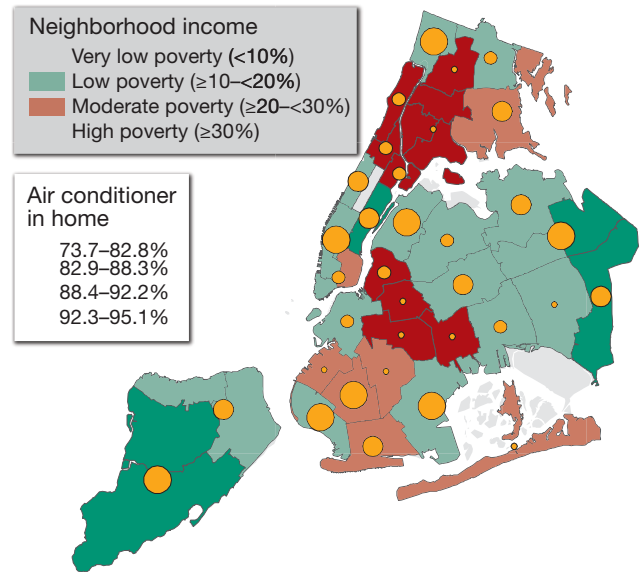 Neighborhood income
Very low poverty (<10%)
Low poverty (≥10–<20%)
Moderate poverty (≥20–<30%)
High poverty (≥30%)
Air conditioner
in home
73.7–82.8%
82.9–88.3%
88.4–92.2%
92.3–95.1%